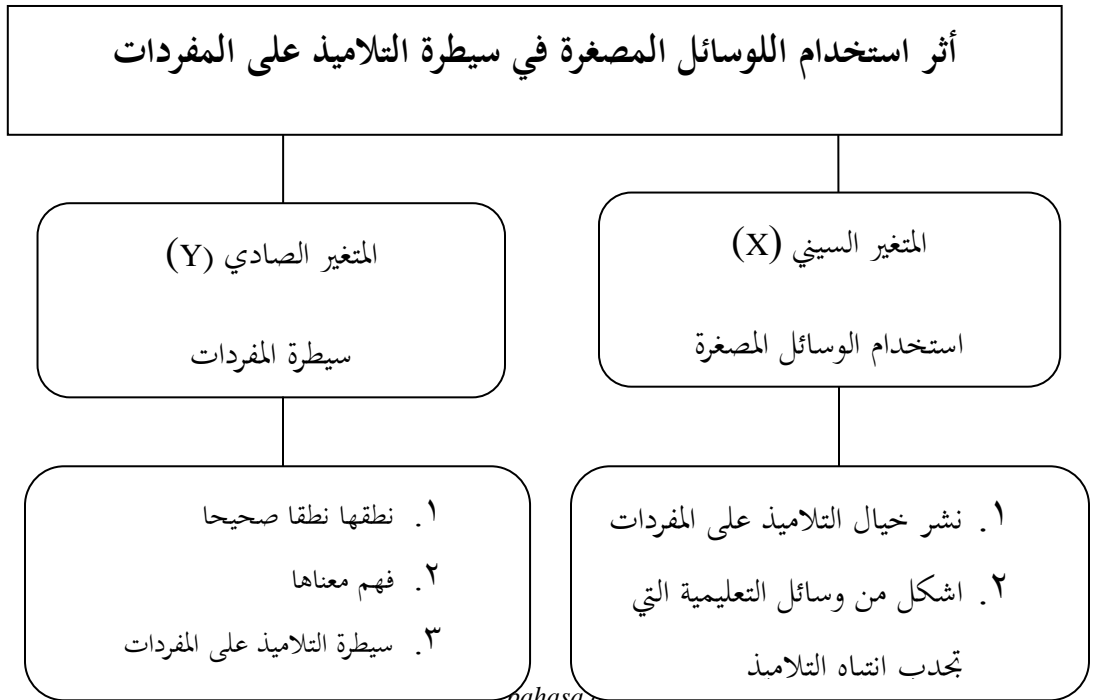 أثر استخدام اللوسائل المصغرة في سيطرة التلاميذ على المفردات
المتغير السيني (X)
استخدام الوسائل المصغرة
المتغير الصادي (Y)
سيطرة المفردات
١. نشر خيال التلاميذ على المفردات
٢. اشكل من وسائل التعليمية التي
تجدب انتباه التلاميذ
١. نطقها نطقا صحيحا
٢. فهم معناها
٣. سيطرة التلاميذ على المفردات
bahasa